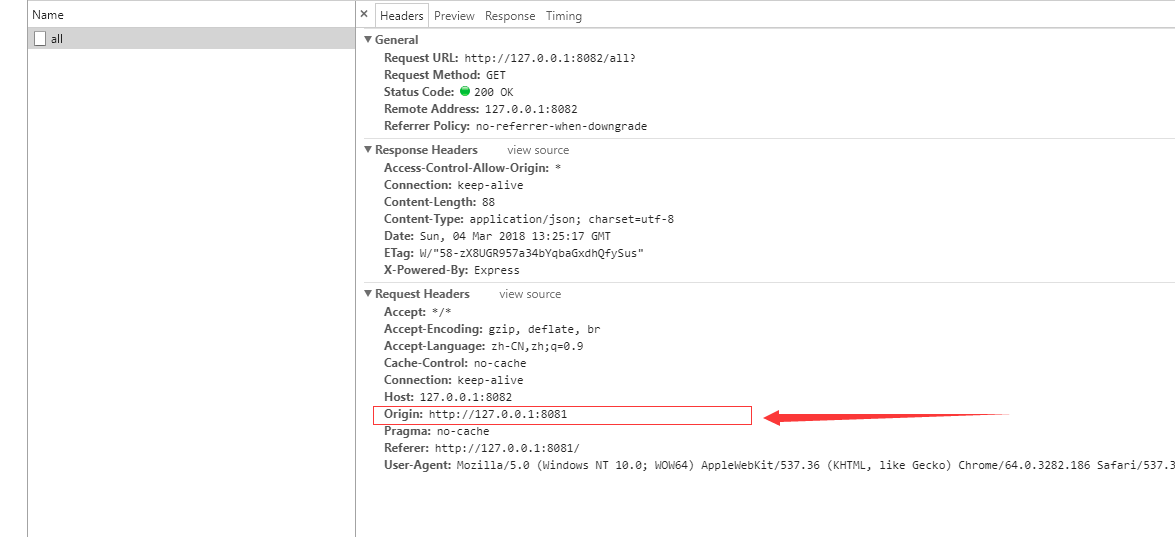 Name
all
× Headers Preview Response Timing
General
Request URL: http://127.0.0.1:8082/all?
Request Method: GET
Status Code: 200 OK
Remote Address: 127.0.0.1:8082
Referrer Policy: no-referrer-when-downgrade
Response Headers view source
Access-Control-Allow-Origin: *
Connection: keep-alive
Content-Length: 88
Content-Type: application/json; charset=utf-8
Date: Sun, 04 Mar 2018 13:25:17 GMT
ETag: W/"58-zX8UGR957a34bYqbaGxdhQfySus"
X-Powered-By: Express
Request Headers view source
Accept: */*
Accept-Encoding: gzip, deflate, br
Accept-Language: zh-CN,zh;q=0.9
Cache-Control: no-cache
Connection: keep-alive
Host: 127.0.0.1:8082
Origin: http://127.0.0.1:8081
Pragma: no-cache
Referer: http://127.0.0.1:8081/
User-Agent: Mozilla/5.0 (Windows NT 10.0; WOW64) AppleWebKit/537.36 (KHTML, like Gecko) Chrome/64.0.3282.186 Safari/537.3